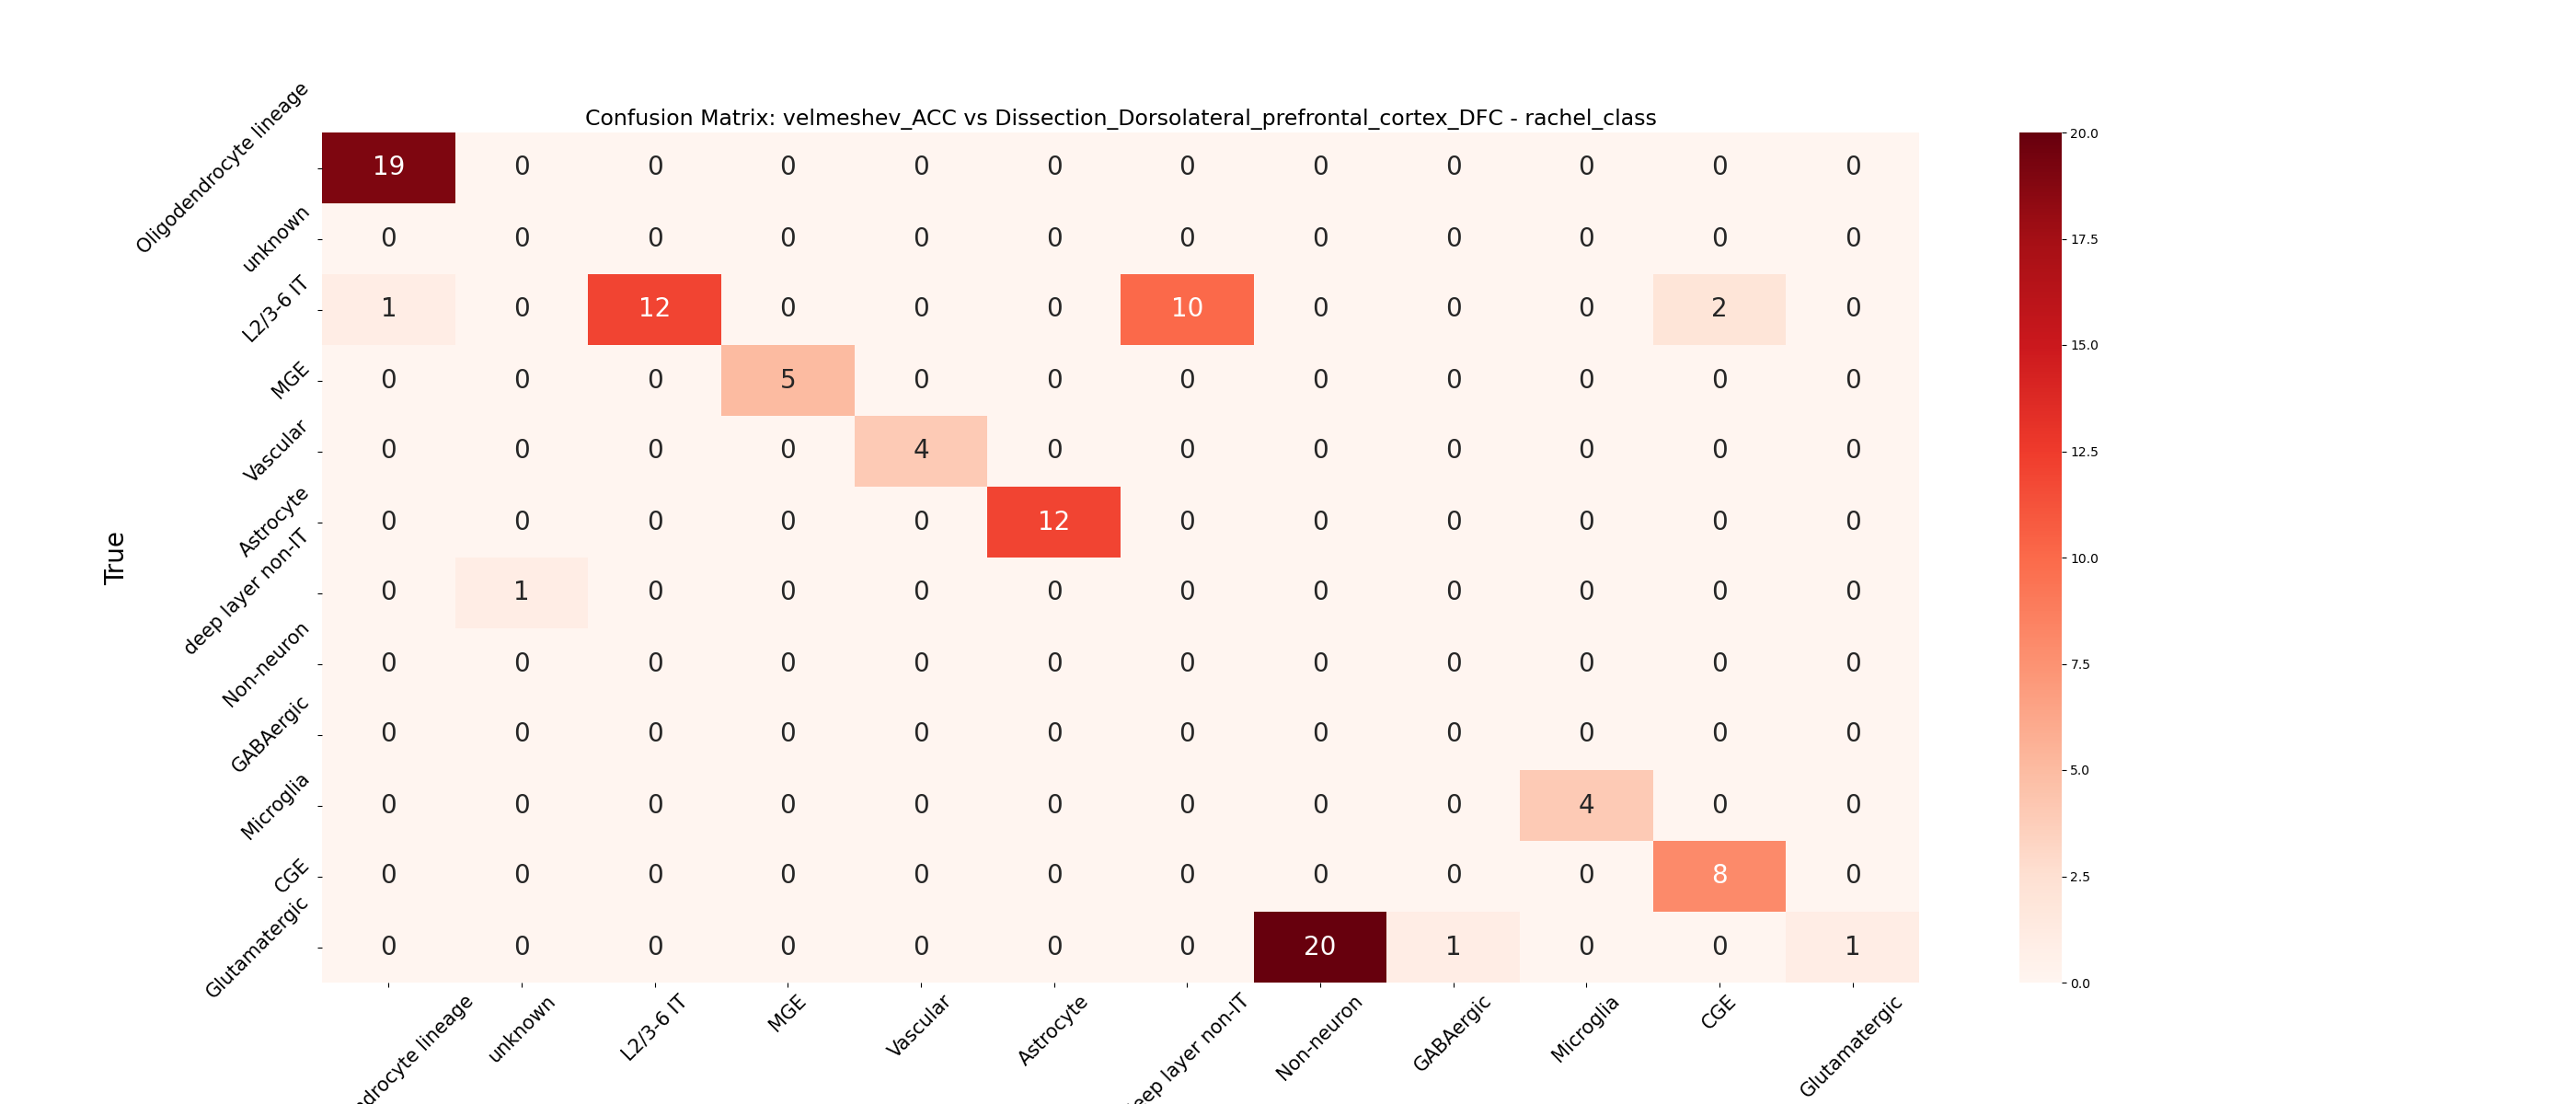 Confusion Matrix: velmeshev_ACC vs Dissection_Dorsolateral_prefrontal_cortex_DFC - rachel_class
True
Oligodendrocyte lineage 19 0 0 0 0 0 0 0 0 0 0 0
unknown 0 0 0 0 0 0 0 0 0 0 0 0
L2/3-6 IT 1 0 12 0 0 0 10 0 0 0 2 0
MGE 0 0 0 5 0 0 0 0 0 0 0 0
Vascular 0 0 0 0 4 0 0 0 0 0 0 0
Astrocyte 0 0 0 0 0 12 0 0 0 0 0 0
deep layer non-IT 0 1 0 0 0 0 0 0 0 0 0 0
Non-neuron 0 0 0 0 0 0 0 0 0 0 0 0
GABAergic 0 0 0 0 0 0 0 0 0 0 0 0
Microglia 0 0 0 0 0 0 0 0 0 4 0 0
CGE 0 0 0 0 0 0 0 0 0 0 8 0
Glutamatergic 0 0 0 0 0 0 0 20 1 0 0 1
drocyte lineage
unknown
L2/3-6 IT
MGE
Vascular
Astrocyte
eep layer non-IT
Non-neuron
GABAergic
Microglia
CGE
Glutamatergic
20.0
17.5
15.0
12.5
10.0
7.5
5.0
2.5
0.0